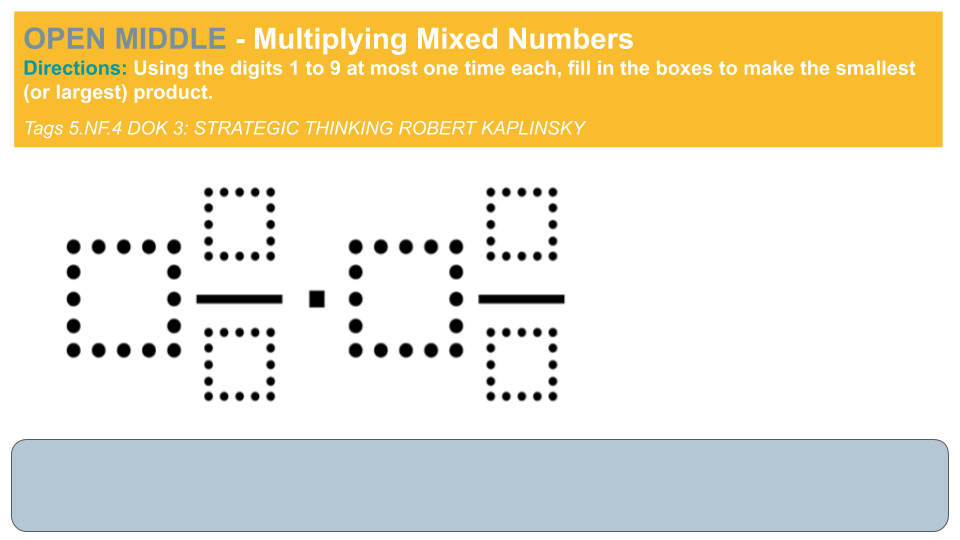 OPEN MIDDLE - Multiplying Mixed Numbers
Directions: Using the digits 1 to 9 at most one time each, fill in the boxes to make the smallest
(or largest) product.
Tags 5.NF.4 DOK 3: STRATEGIC THINKING ROBERT KAPLINSKY